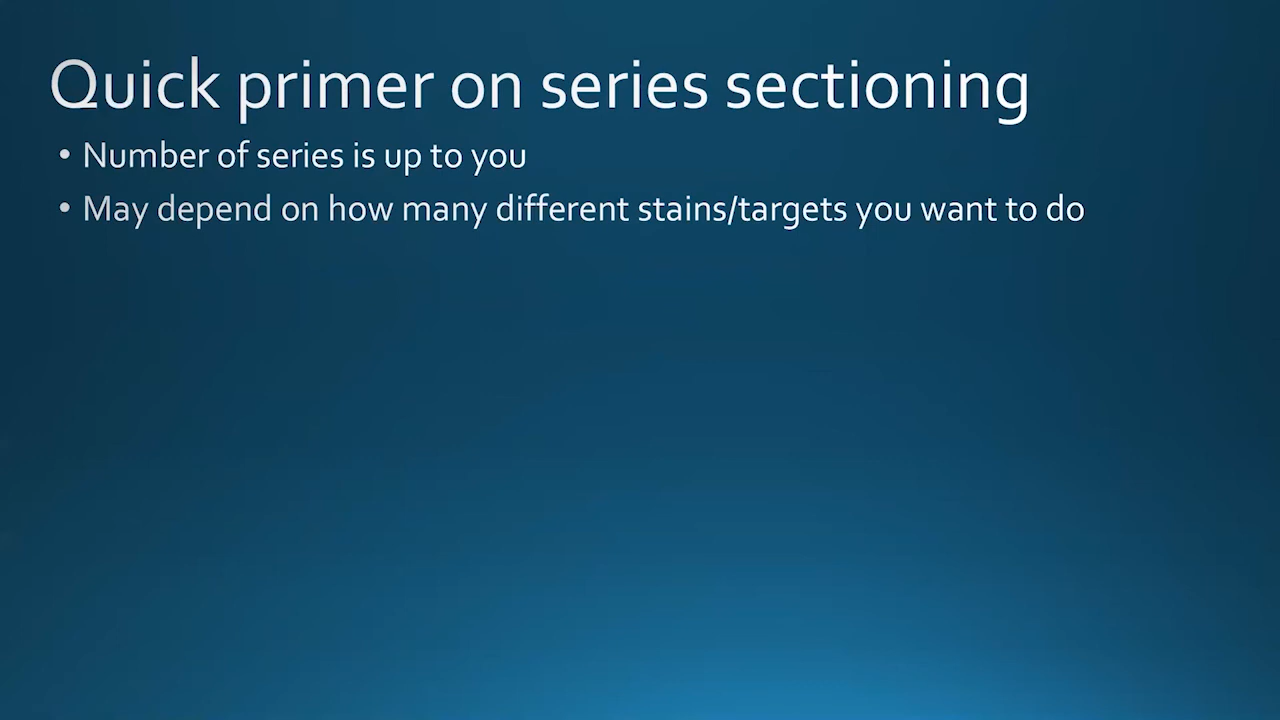 Quick primer on series sectioning
• Number of series is up to you
• May depend on how many different stains/targets you want to do